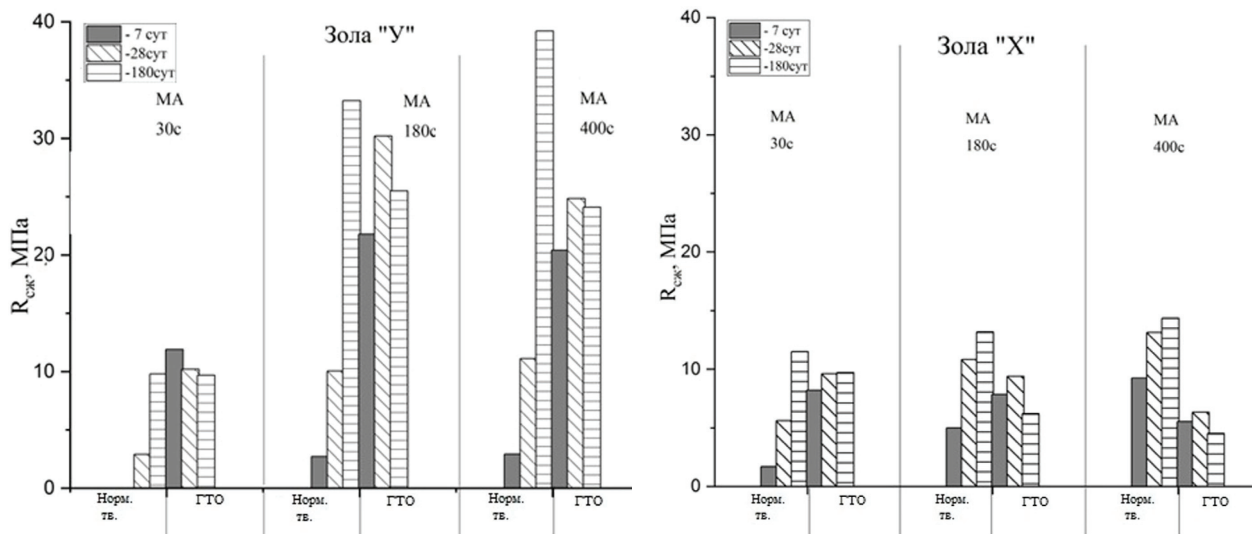 40
30
20
10
0
R сж, МПа
- 7 сут
-28сут
-180сут
Зола "У"
МА
30с
МА
180с
МА
400с
Норм.
тв.
ГТО
Норм.
тв.
ГТО
Норм.
тв.
ГТО
40
30
20
10
0
R сж, МПа
- 7 сут
-28сут
-180сут
Зола "Х"
МА
30с
МА
180с
МА
400с
Норм.
тв.
ГТО
Норм.
тв.
ГТО
Норм.
тв.
ГТО